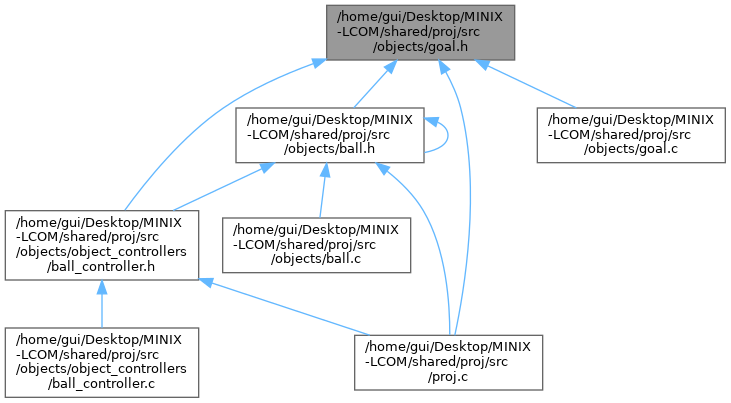 /home/gui/Desktop/MINIX
-LCOM/shared/proj/src
/objects/goal.h
/home/gui/Desktop/MINIX
-LCOM/shared/proj/src
/objects/ball.h
/home/gui/Desktop/MINIX
-LCOM/shared/proj/src
/objects/goal.c
/home/gui/Desktop/MINIX
-LCOM/shared/proj/src
/objects/object_controllers
/ball_controller.h
/home/gui/Desktop/MINIX
-LCOM/shared/proj/src
/objects/ball.c
/home/gui/Desktop/MINIX
-LCOM/shared/proj/src
/objects/object_controllers
/ball_controller.c
/home/gui/Desktop/MINIX
-LCOM/shared/proj/src
/proj.c